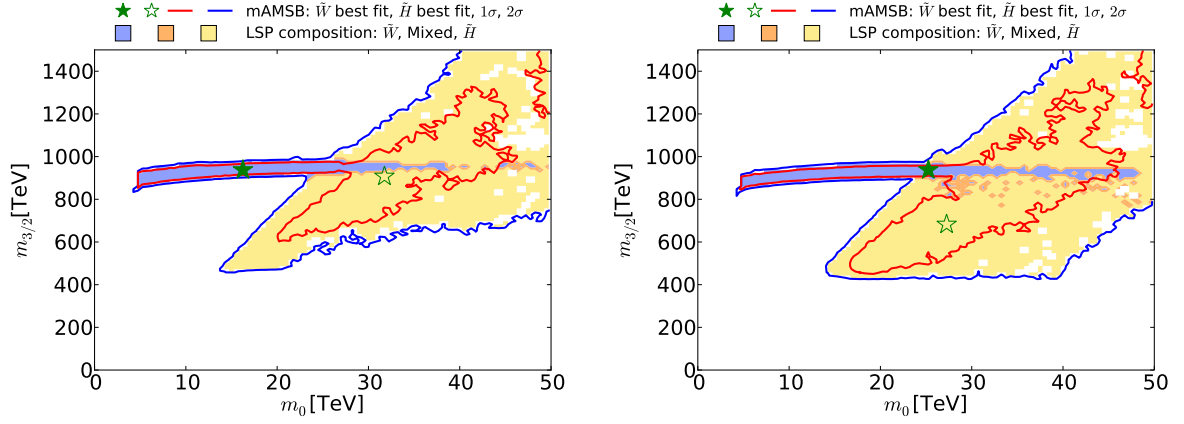 mAMSB: W̃ best fit, H̃ best fit, 1σ, 2σ
LSP composition: W̃, Mixed, H̃
1400
1200
1000
800
600
400
200
0
m3/2[TeV]
0 10 20 30 40 50
m0[TeV]
mAMSB: W̃ best fit, H̃ best fit, 1σ, 2σ
LSP composition: W̃, Mixed, H̃
1400
1200
1000
800
600
400
200
0
m3/2[TeV]
0 10 20 30 40 50
m0[TeV]